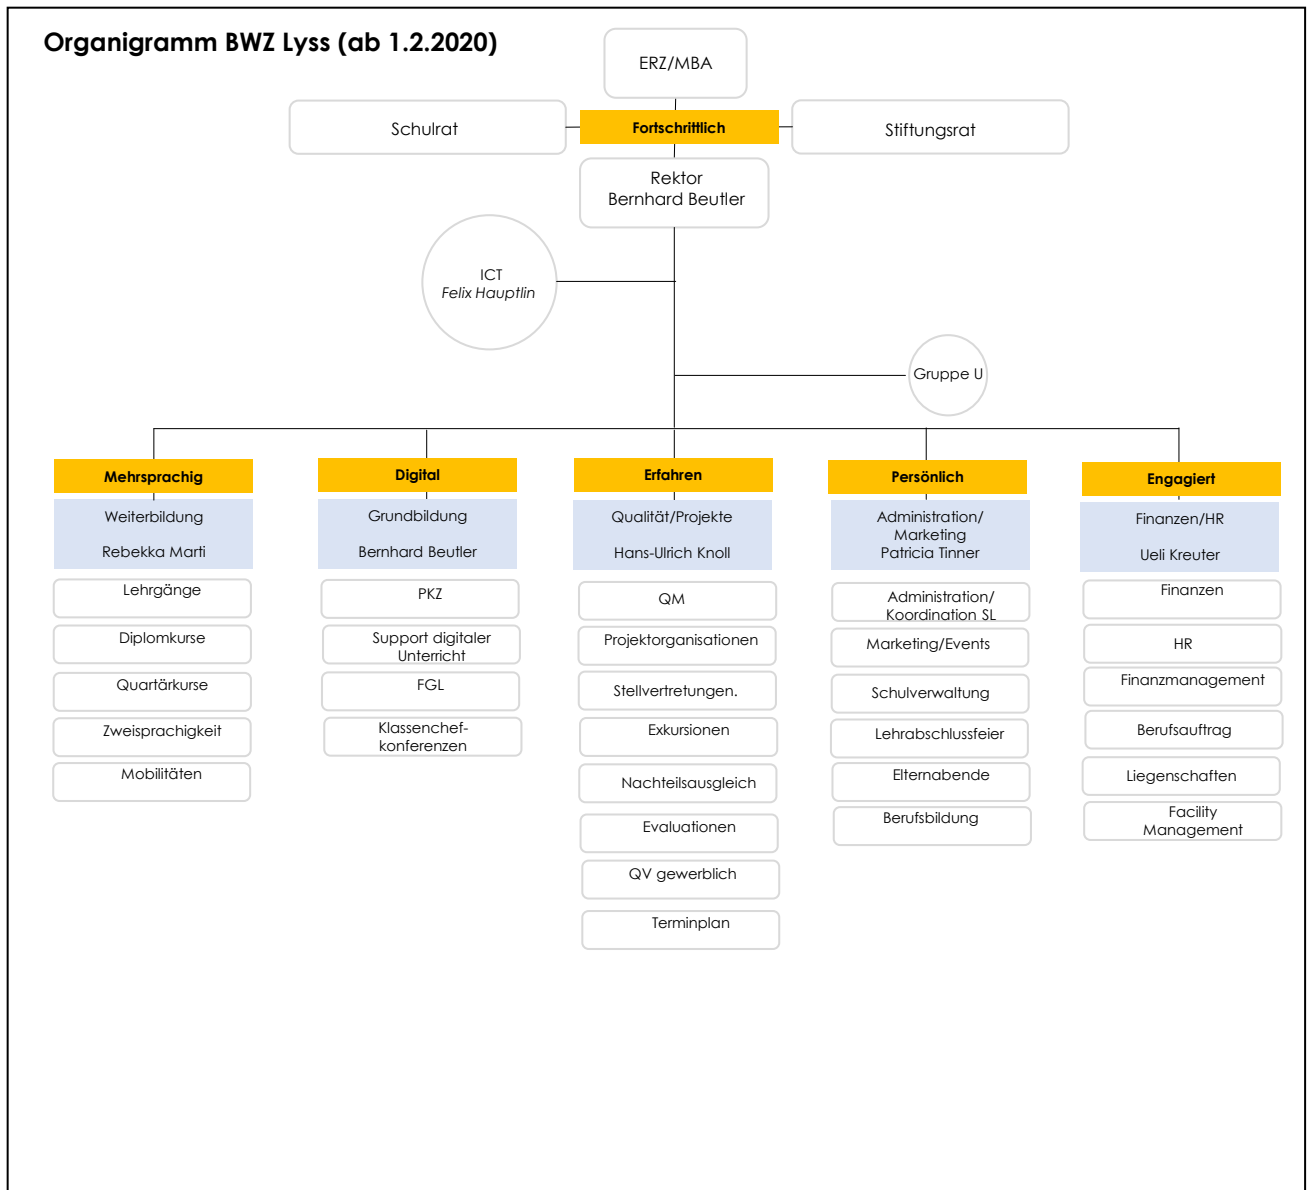 Organigramm BWZ Lyss (ab 1.2.2020)
ERZ/MBA
Schulrat
Fortschrittlich
Stiftungsrat
Rektor
Bernhard Beutler
ICT
Felix Hauptlin
Gruppe U
Mehrsprachig
Weiterbildung
Rebekka Marti
Lehrgänge
Diplomkurse
Quartärkurse
Zweisprachigkeit
Mobilitäten
Digital
Grundbildung
Bernhard Beutler
PKZ
Support digitaler
Unterricht
FGL
Klassenchef-
konferenzen
Erfahren
Qualität/Projekte
Hans-Ulrich Knoll
QM
Projektorganisationen
Stellvertretungen.
Exkursionen
Nachteilsausgleich
Evaluationen
QV gewerblich
Terminplan
Persönlich
Administration/
Marketing
Patricia Tinner
Administration/
Koordination SL
Marketing/Events
Schulverwaltung
Lehrabschlussfeier
Elternabende
Berufsbildung
Engagiert
Finanzen/HR
Ueli Kreuter
Finanzen
HR
Finanzmanagement
Berufsauftrag
Liegenschaften
Facility
Management